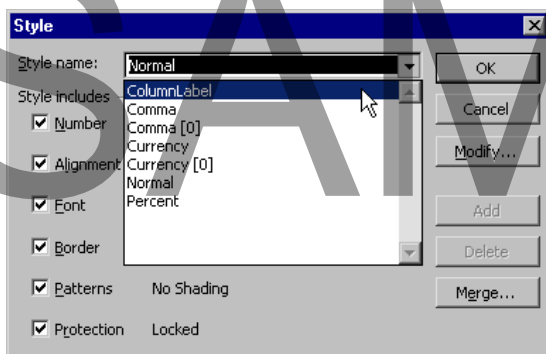 Style
Style name: Normal OK
Style includes ColumnLabel
Comma Cancel
Number Comma [0]
Currency Modify...
Alignment Currency [0]
Normal
Font Percent Add
Border Delete
Patterns No Shading Merge...
Protection Locked
SAM